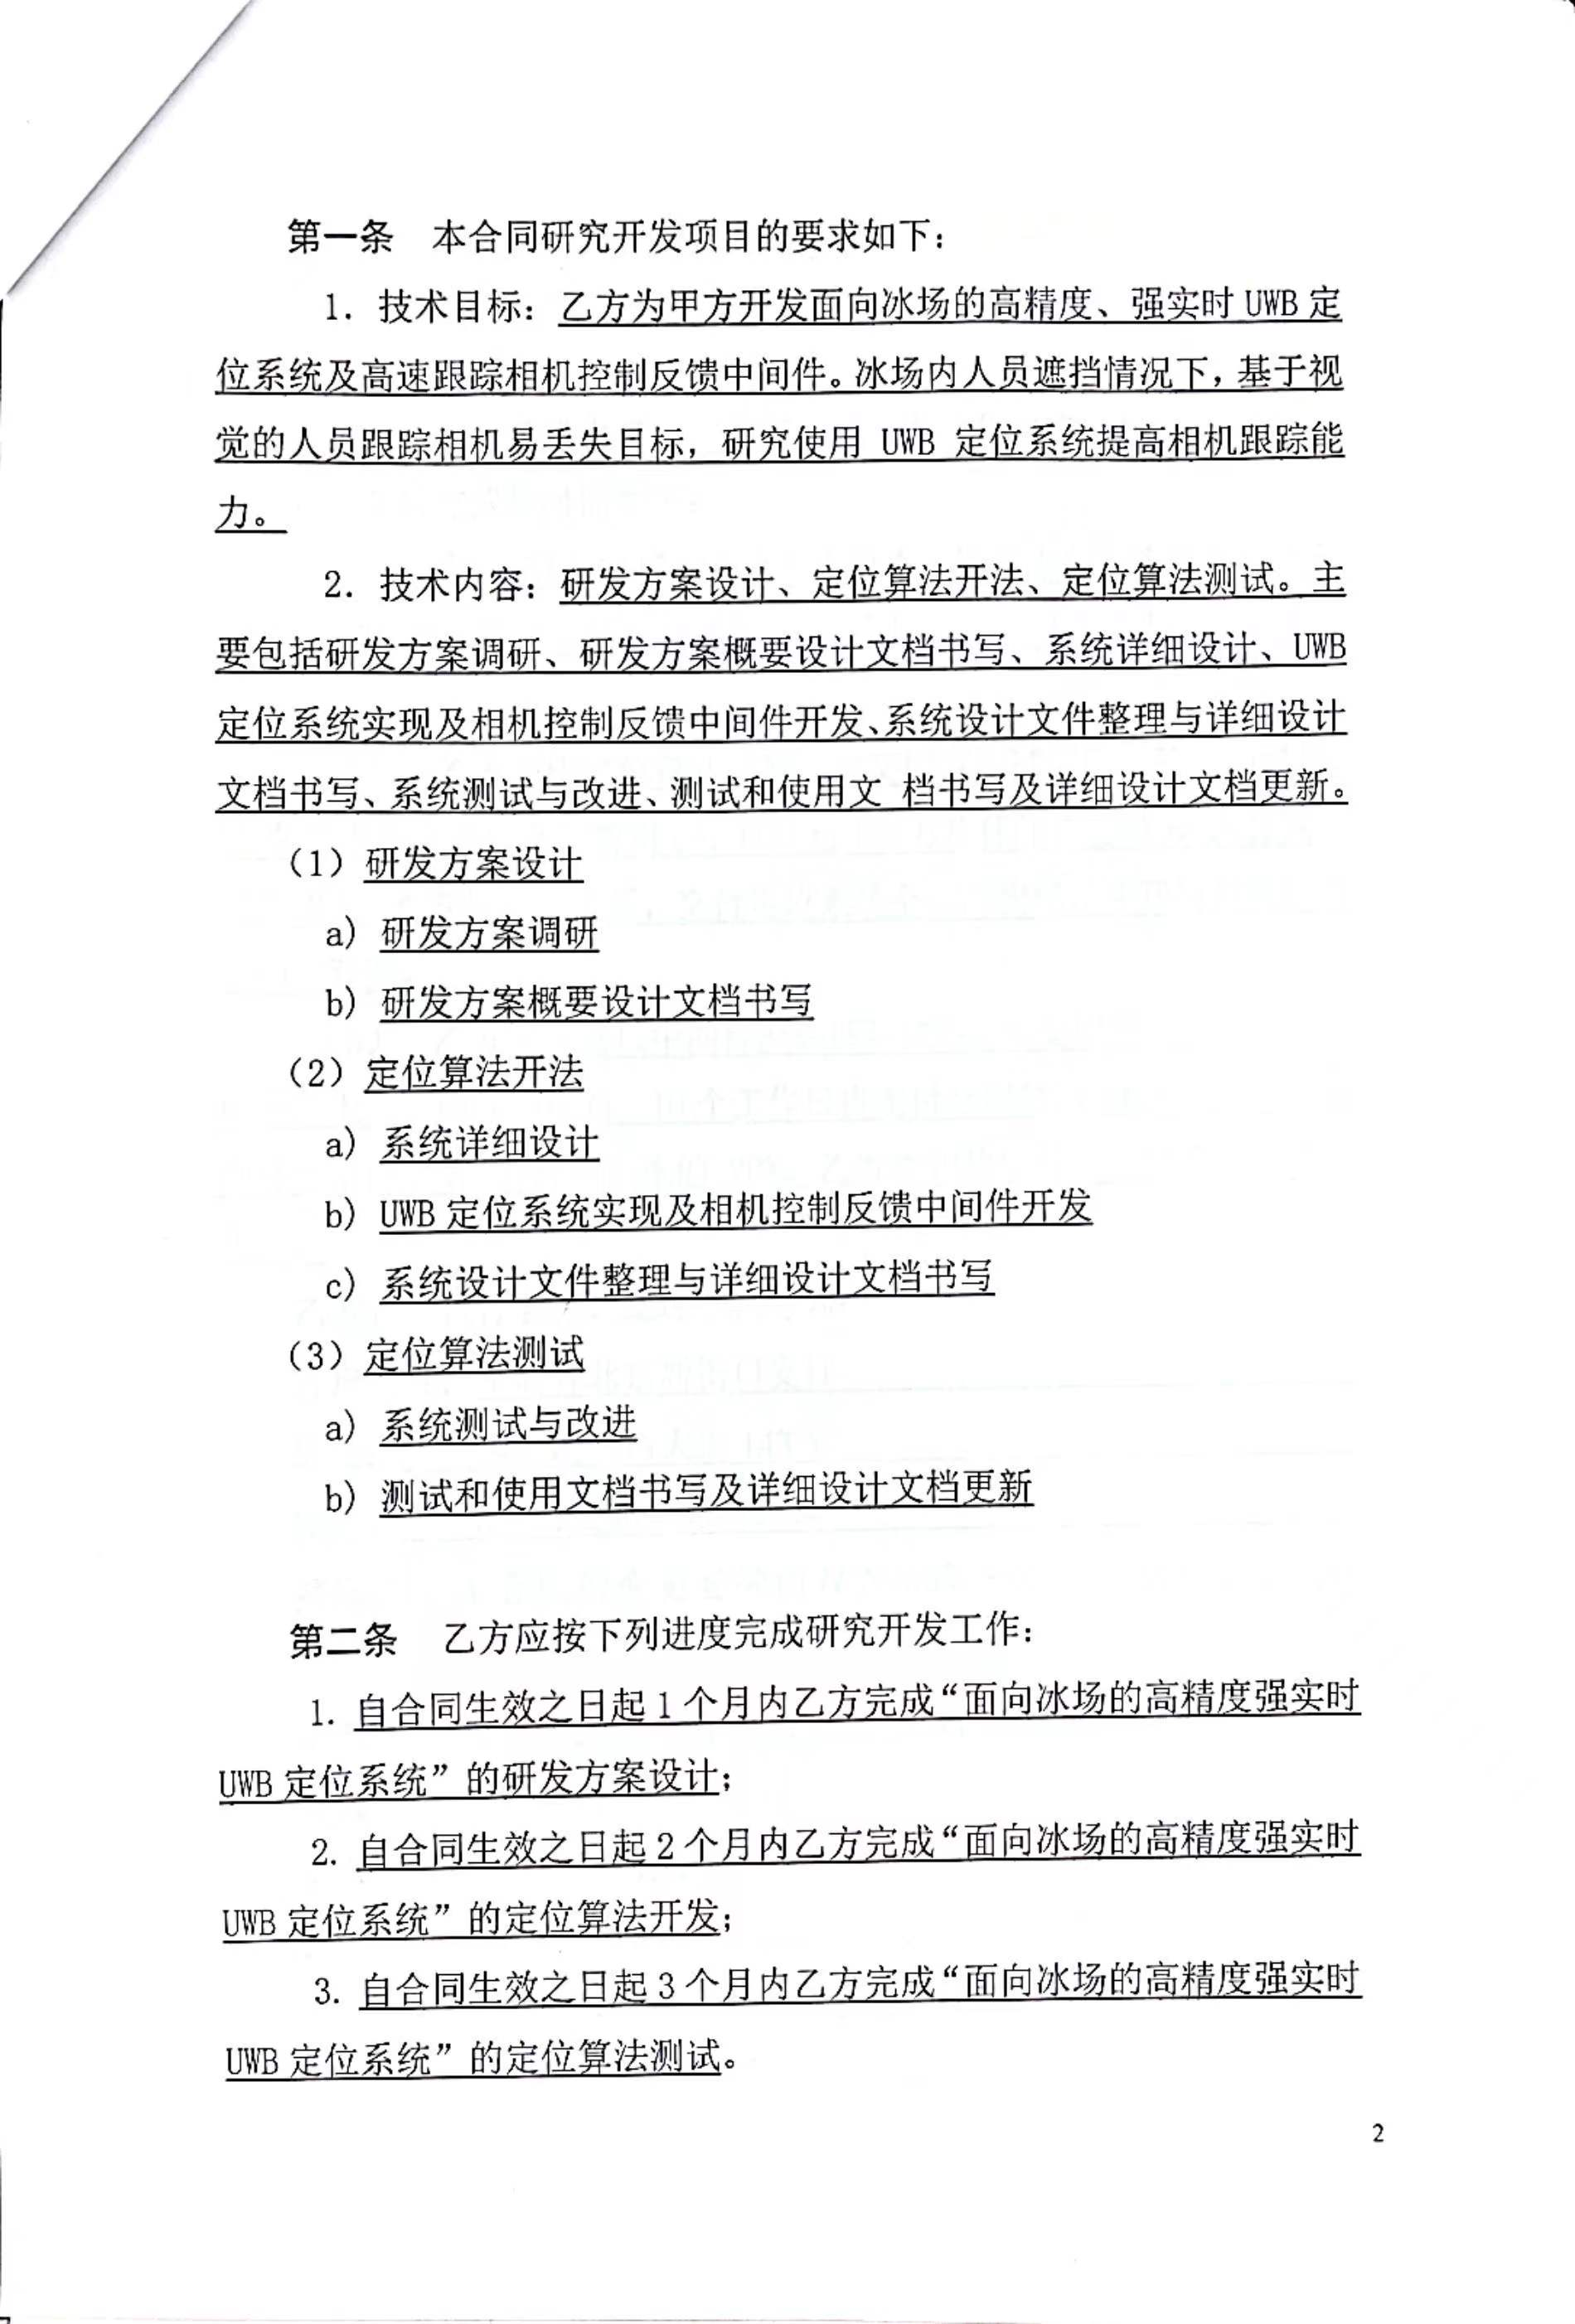 第一条 本合同研究开发项目的要求如下：
1. 技术目标：乙方为甲方开发面向冰场的高精度、强实时 UWB 定
位系统及高速跟踪相机控制反馈中间件。冰场内人员遮挡情况下，基于视
觉的人员跟踪相机易丢失目标，研究使用 UWB 定位系统提高相机跟踪能
力。
2. 技术内容：研发方案设计、定位算法开法、定位算法测试。主
要包括研发方案调研、研发方案概要设计文档书写、系统详细设计、UWB
定位系统实现及相机控制反馈中间件开发、系统设计文件整理与详细设计
文档书写、系统测试与改进、测试和使用文 档书写及详细设计文档更新。
（1）研发方案设计
a) 研发方案调研
b) 研发方案概要设计文档书写
（2）定位算法开法
a) 系统详细设计
b) UWB 定位系统实现及相机控制反馈中间件开发
c) 系统设计文件整理与详细设计文档书写
（3）定位算法测试
a) 系统测试与改进
b) 测试和使用文档书写及详细设计文档更新
第二条 乙方应按下列进度完成研究开发工作：
1. 自合同生效之日起 1 个月内乙方完成“面向冰场的高精度强实时
UWB 定位系统”的研发方案设计；
2. 自合同生效之日起 2 个月内乙方完成“面向冰场的高精度强实时
UWB 定位系统”的定位算法开发；
3. 自合同生效之日起 3 个月内乙方完成“面向冰场的高精度强实时
UWB 定位系统”的定位算法测试。
2